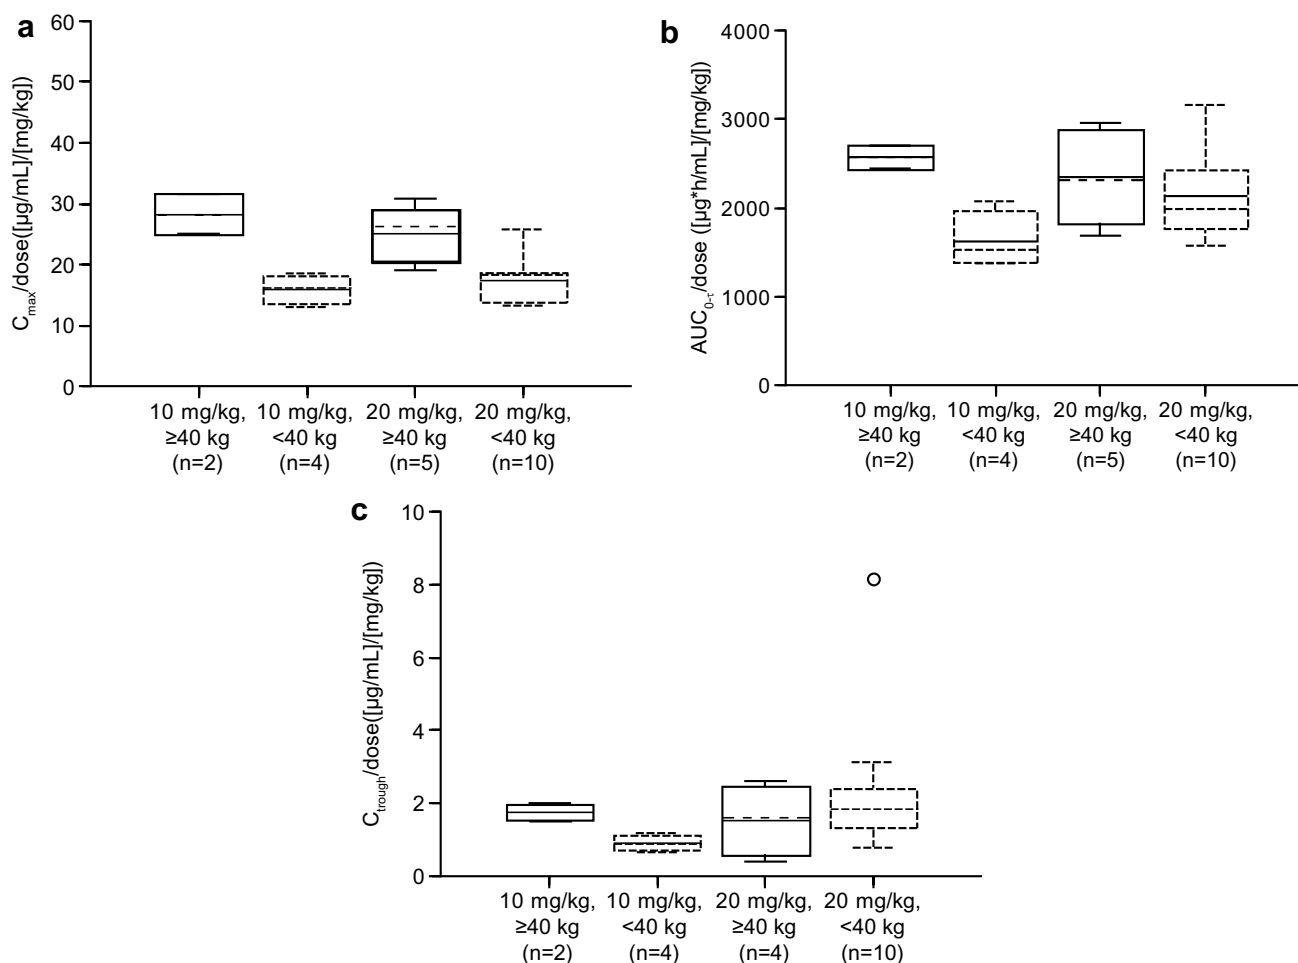 a
C_max/dose([µg/mL]/[mg/kg])
60
50
40
30
20
10
0
10 mg/kg, 10 mg/kg, 20 mg/kg, 20 mg/kg,
≥40 kg <40 kg ≥40 kg <40 kg
(n=2) (n=4) (n=5) (n=10)
b
AUC_0-τ/dose ([µg*h/mL]/[mg/kg])
4000
3000
2000
1000
0
10 mg/kg, 10 mg/kg, 20 mg/kg, 20 mg/kg,
≥40 kg <40 kg ≥40 kg <40 kg
(n=2) (n=4) (n=5) (n=10)
c
C_trough/dose([µg/mL]/[mg/kg])
10
8
6
4
2
0
10 mg/kg, 10 mg/kg, 20 mg/kg, 20 mg/kg,
≥40 kg <40 kg ≥40 kg <40 kg
(n=2) (n=4) (n=4) (n=10)